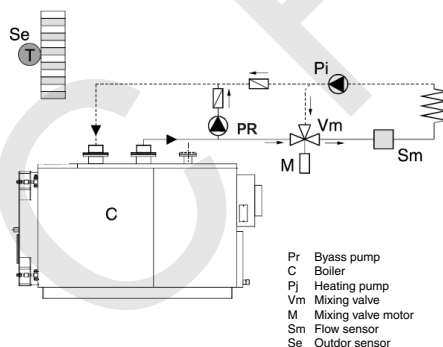 Se
T
Pi
PR
Vm
M
Sm
C
Pr Byass pump
C Boiler
Pj Heating pump
Vm Mixing valve
M Mixing valve motor
Sm Flow sensor
Se Outdor sensor